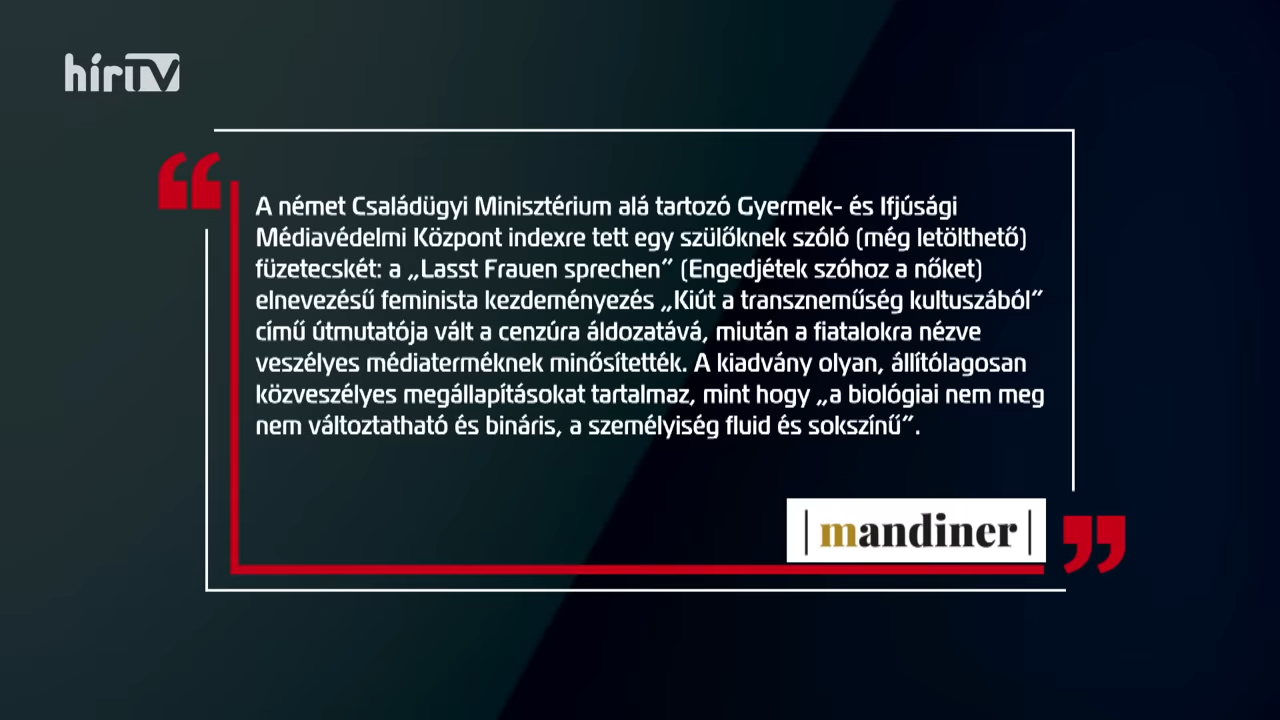 hírTV
A német Családügyi Minisztérium alá tartozó Gyermek- és Ifjúsági
Médiavédelmi Központ indexre tett egy szülőknek szóló (még letölthető)
füzetecskét: a „Lasst Frauen sprechen” (Engedjétek szóhoz a nőket)
elnevezésű feminista kezdeményezés „Kiút a transzneműség kultuszából”
című útmutatója vált a cenzúra áldozatává, miután a fiatalokra nézve
veszélyes médiaterméknek minősítették. A kiadvány olyan, állítólagosan
közveszélyes megállapításokat tartalmaz, mint hogy „a biológiai nem meg
nem változtatható és bináris, a személyiség fluid és sokszínű”.
|mandiner|